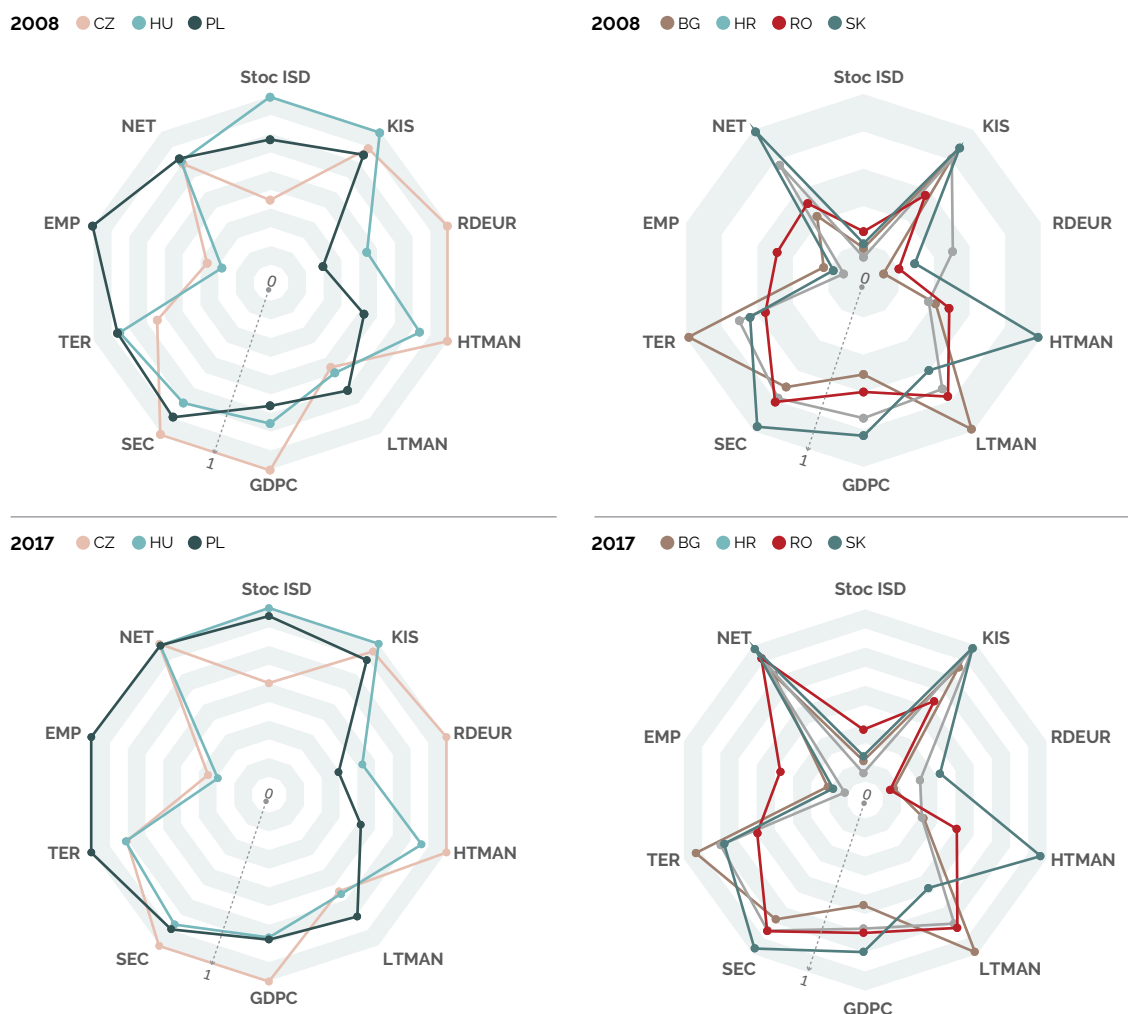 2008 CZ HU PL
Stoc ISD
NET
KIS
EMP
RDEUR
0
TER
HTMAN
SEC
LTMAN
1
GDPC
2008 BG HR RO SK
Stoc ISD
NET
KIS
EMP
RDEUR
0
TER
HTMAN
SEC
LTMAN
1
GDPC
2017 CZ HU PL
Stoc ISD
NET
KIS
EMP
RDEUR
0
TER
HTMAN
SEC
LTMAN
1
GDPC
2017 BG HR RO SK
Stoc ISD
NET
KIS
EMP
RDEUR
0
TER
HTMAN
SEC
LTMAN
1
GDPC